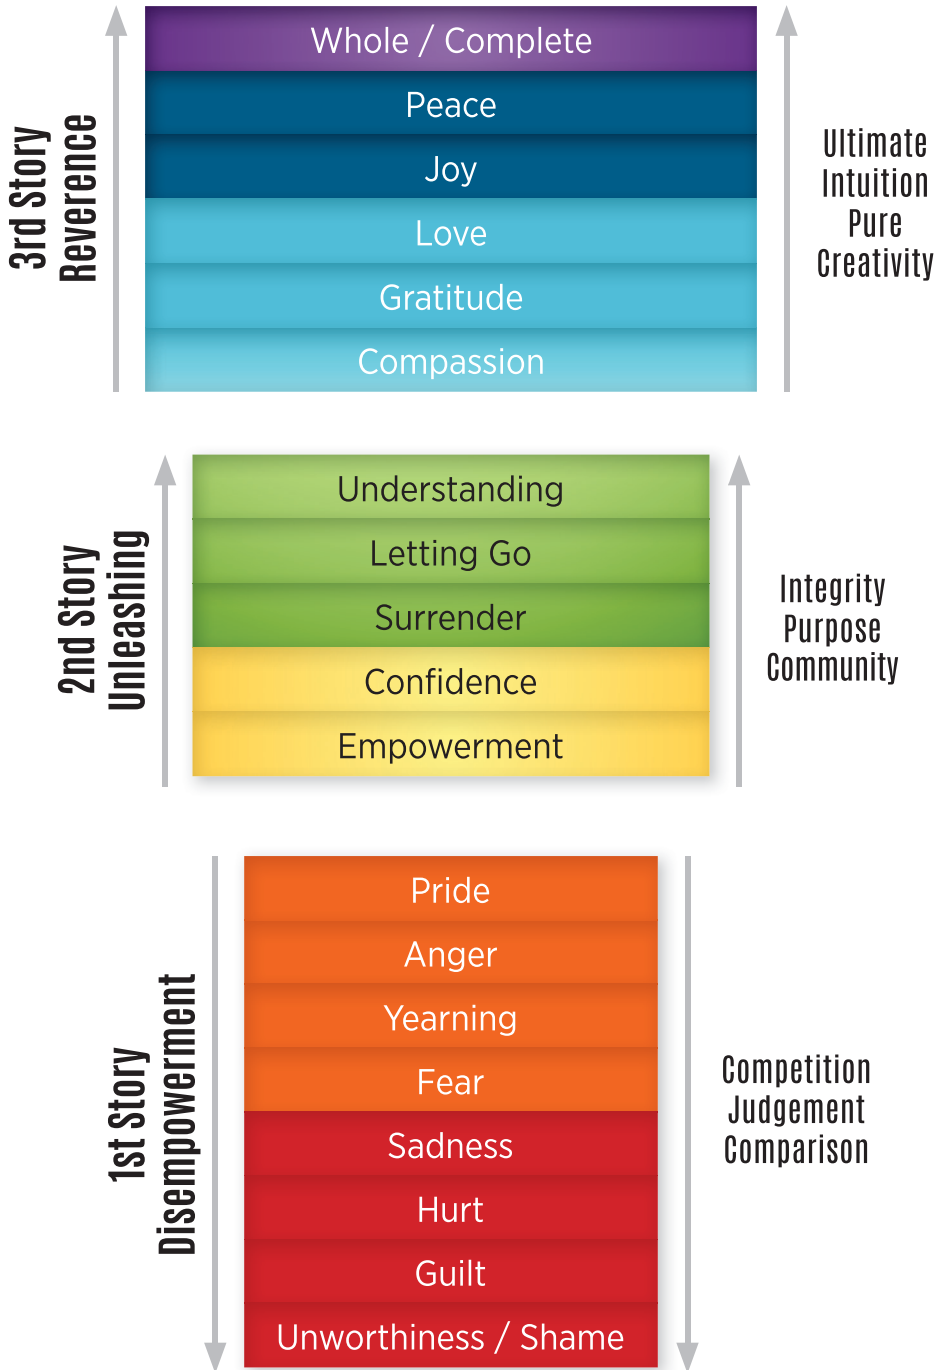 3rd Story
Reverence
Whole / Complete
Peace
Joy
Love
Gratitude
Compassion
Ultimate
Intuition
Pure
Creativity
2nd Story
Unleashing
Understanding
Letting Go
Surrender
Confidence
Empowerment
Integrity
Purpose
Community
1st Story
Disempowerment
Pride
Anger
Yearning
Fear
Sadness
Hurt
Guilt
Unworthiness / Shame
Competition
Judgement
Comparison